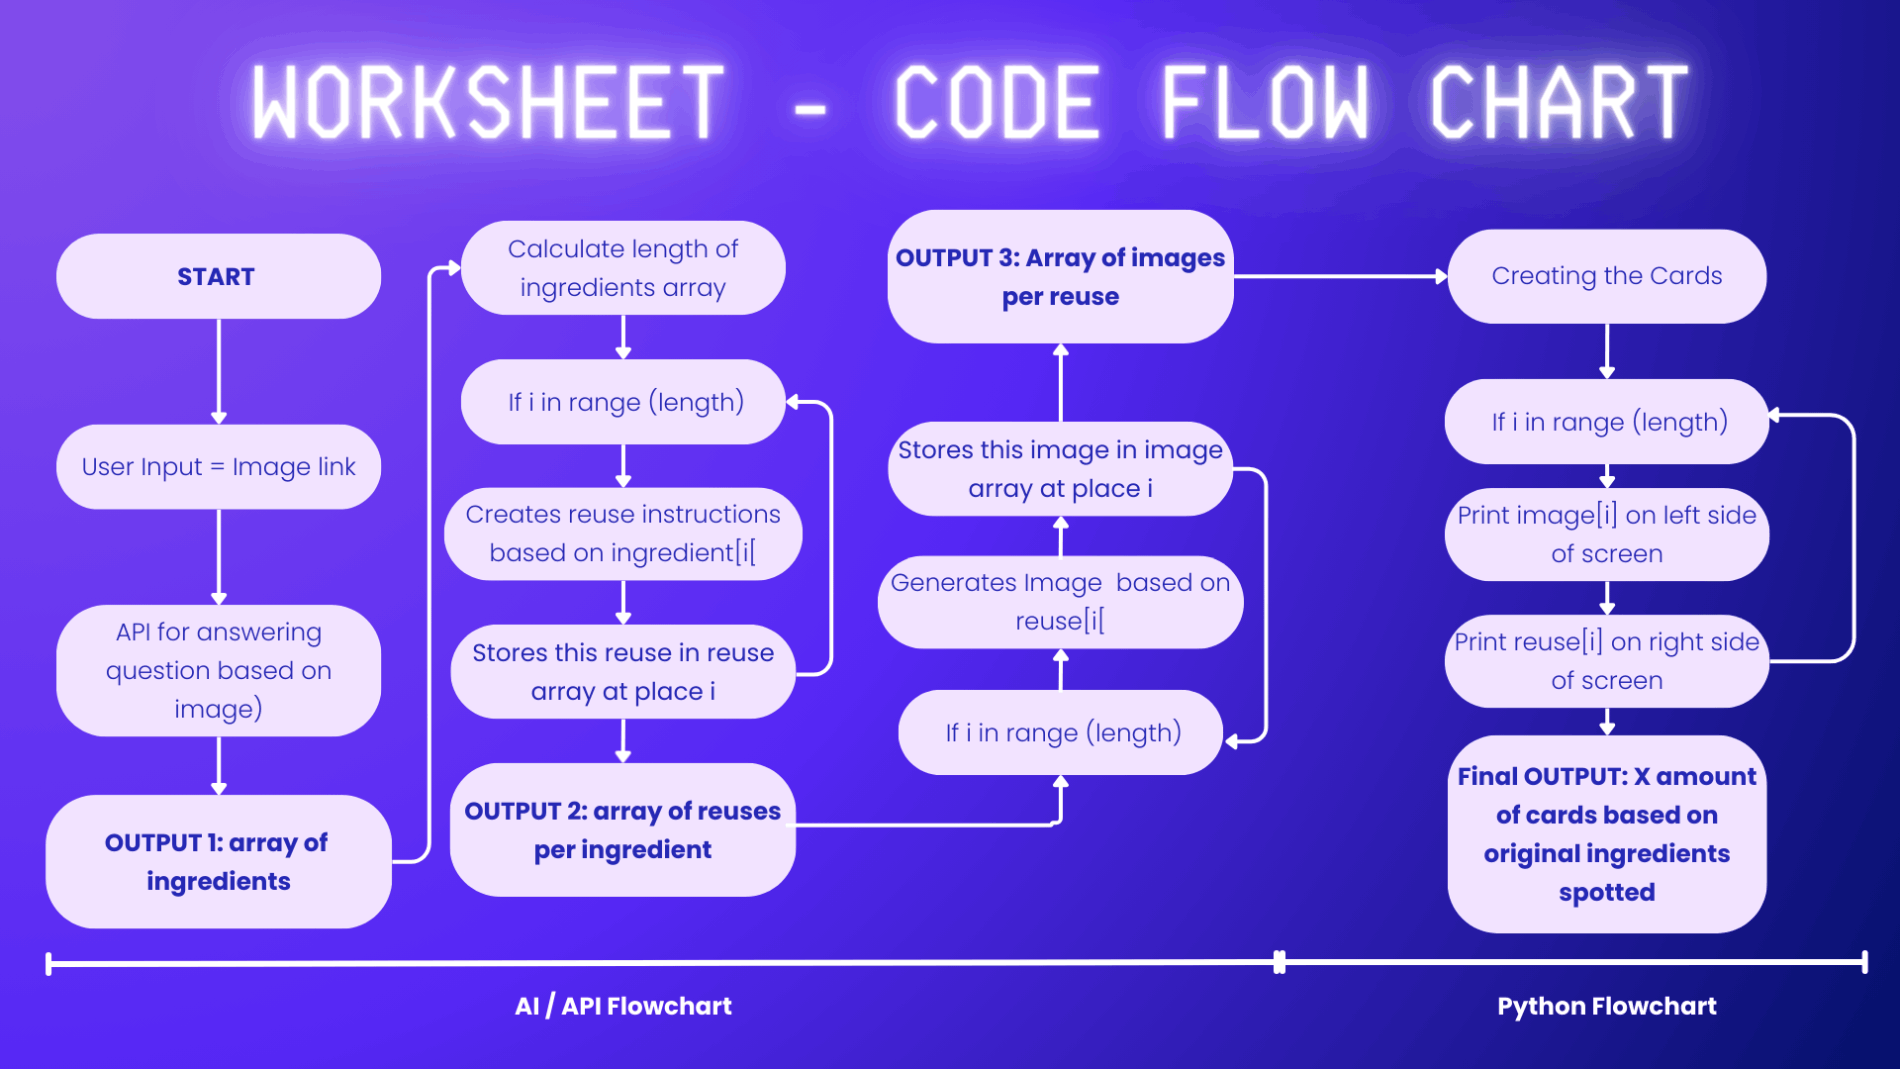 WORKSHEET - CODE FLOW CHART
START
User Input = Image link
API for answering
question based on
image)
OUTPUT 1: array of
ingredients
Calculate length of
ingredients array
If i in range (length)
Creates reuse instructions
based on ingredient[i[
Stores this reuse in reuse
array at place i
OUTPUT 2: array of reuses
per ingredient
OUTPUT 3: Array of images
per reuse
Stores this image in image
array at place i
Generates Image  based on
reuse[i[
If i in range (length)
Creating the Cards
If i in range (length)
Print image[i] on left side
of screen
Print reuse[i] on right side
of screen
Final OUTPUT: X amount
of cards based on
original ingredients
spotted
AI / API Flowchart
Python Flowchart